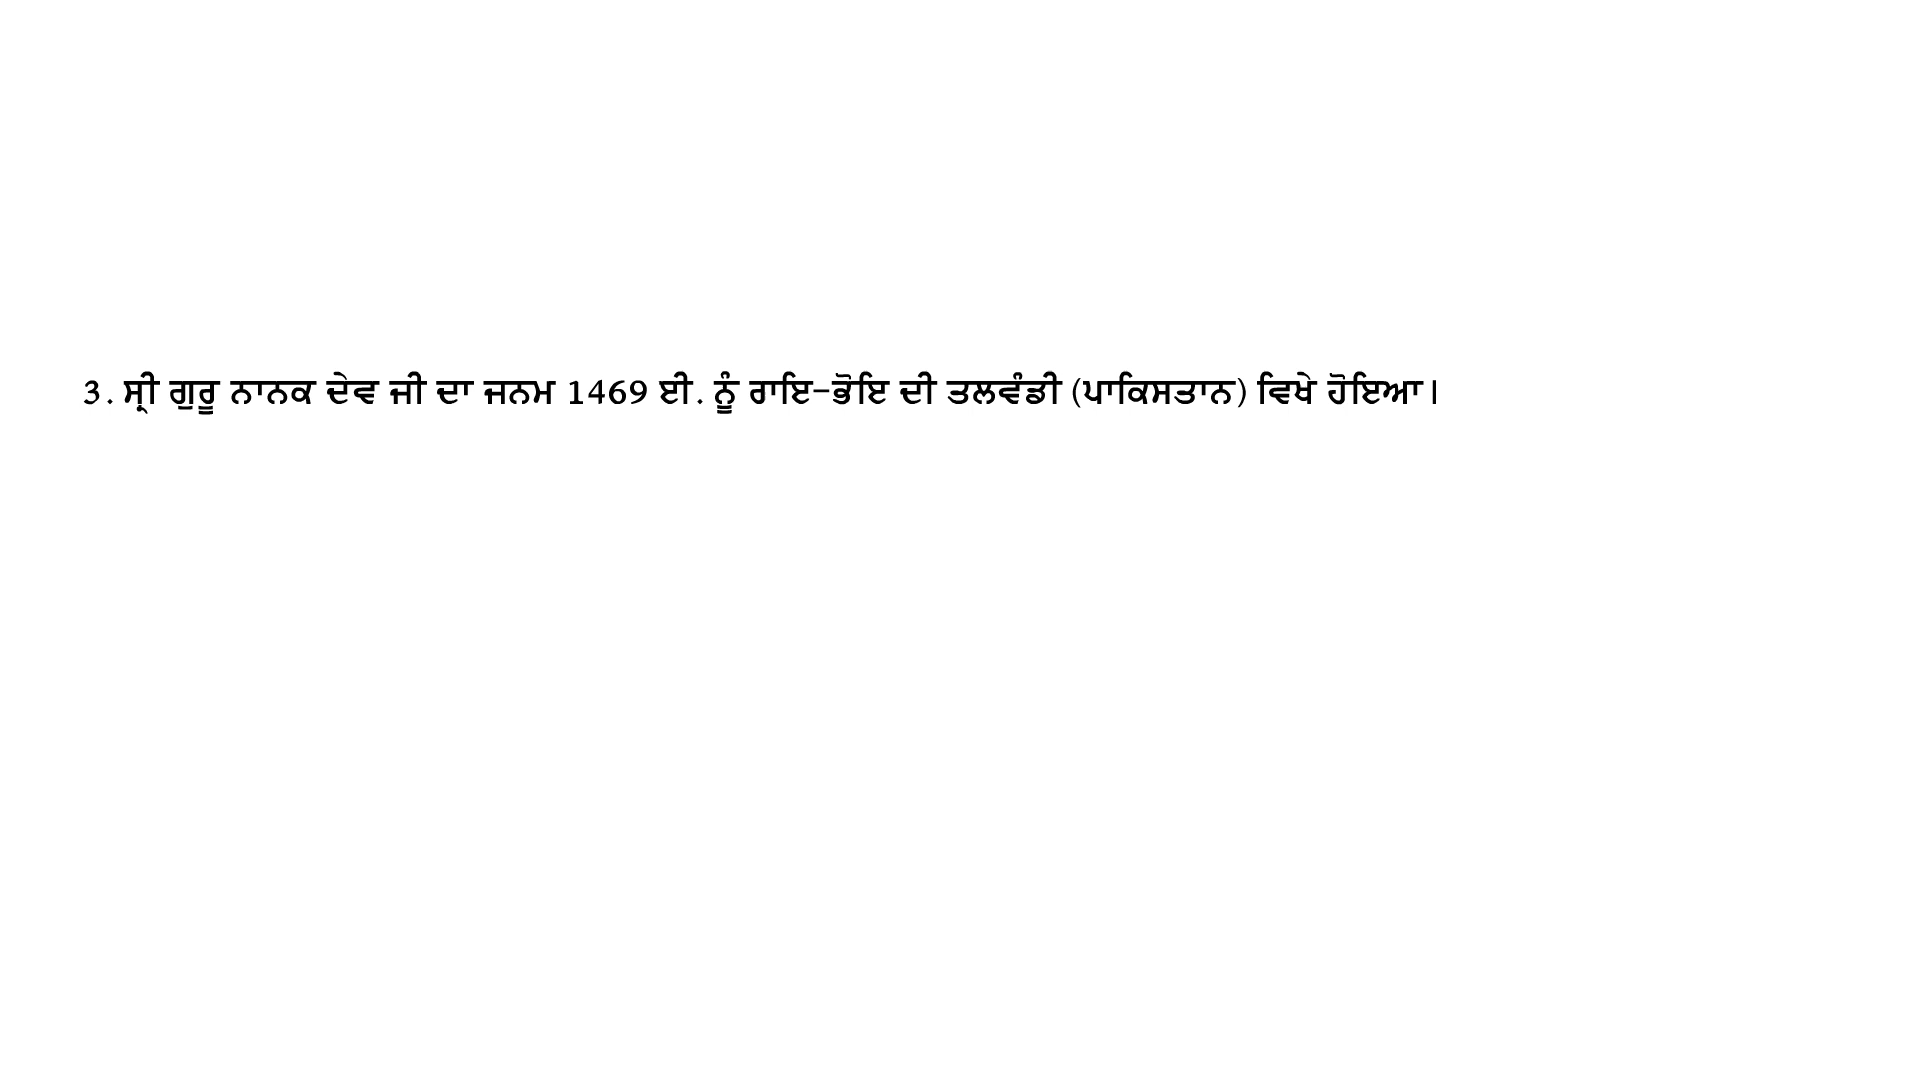 3. ਸ੍ਰੀ ਗੁਰੂ ਨਾਨਕ ਦੇਵ ਜੀ ਦਾ ਜਨਮ 1469 ਈ. ਨੂੰ ਰਾਇ-ਭੋਇ ਦੀ ਤਲਵੰਡੀ (ਪਾਕਿਸਤਾਨ) ਵਿਖੇ ਹੋਇਆ।